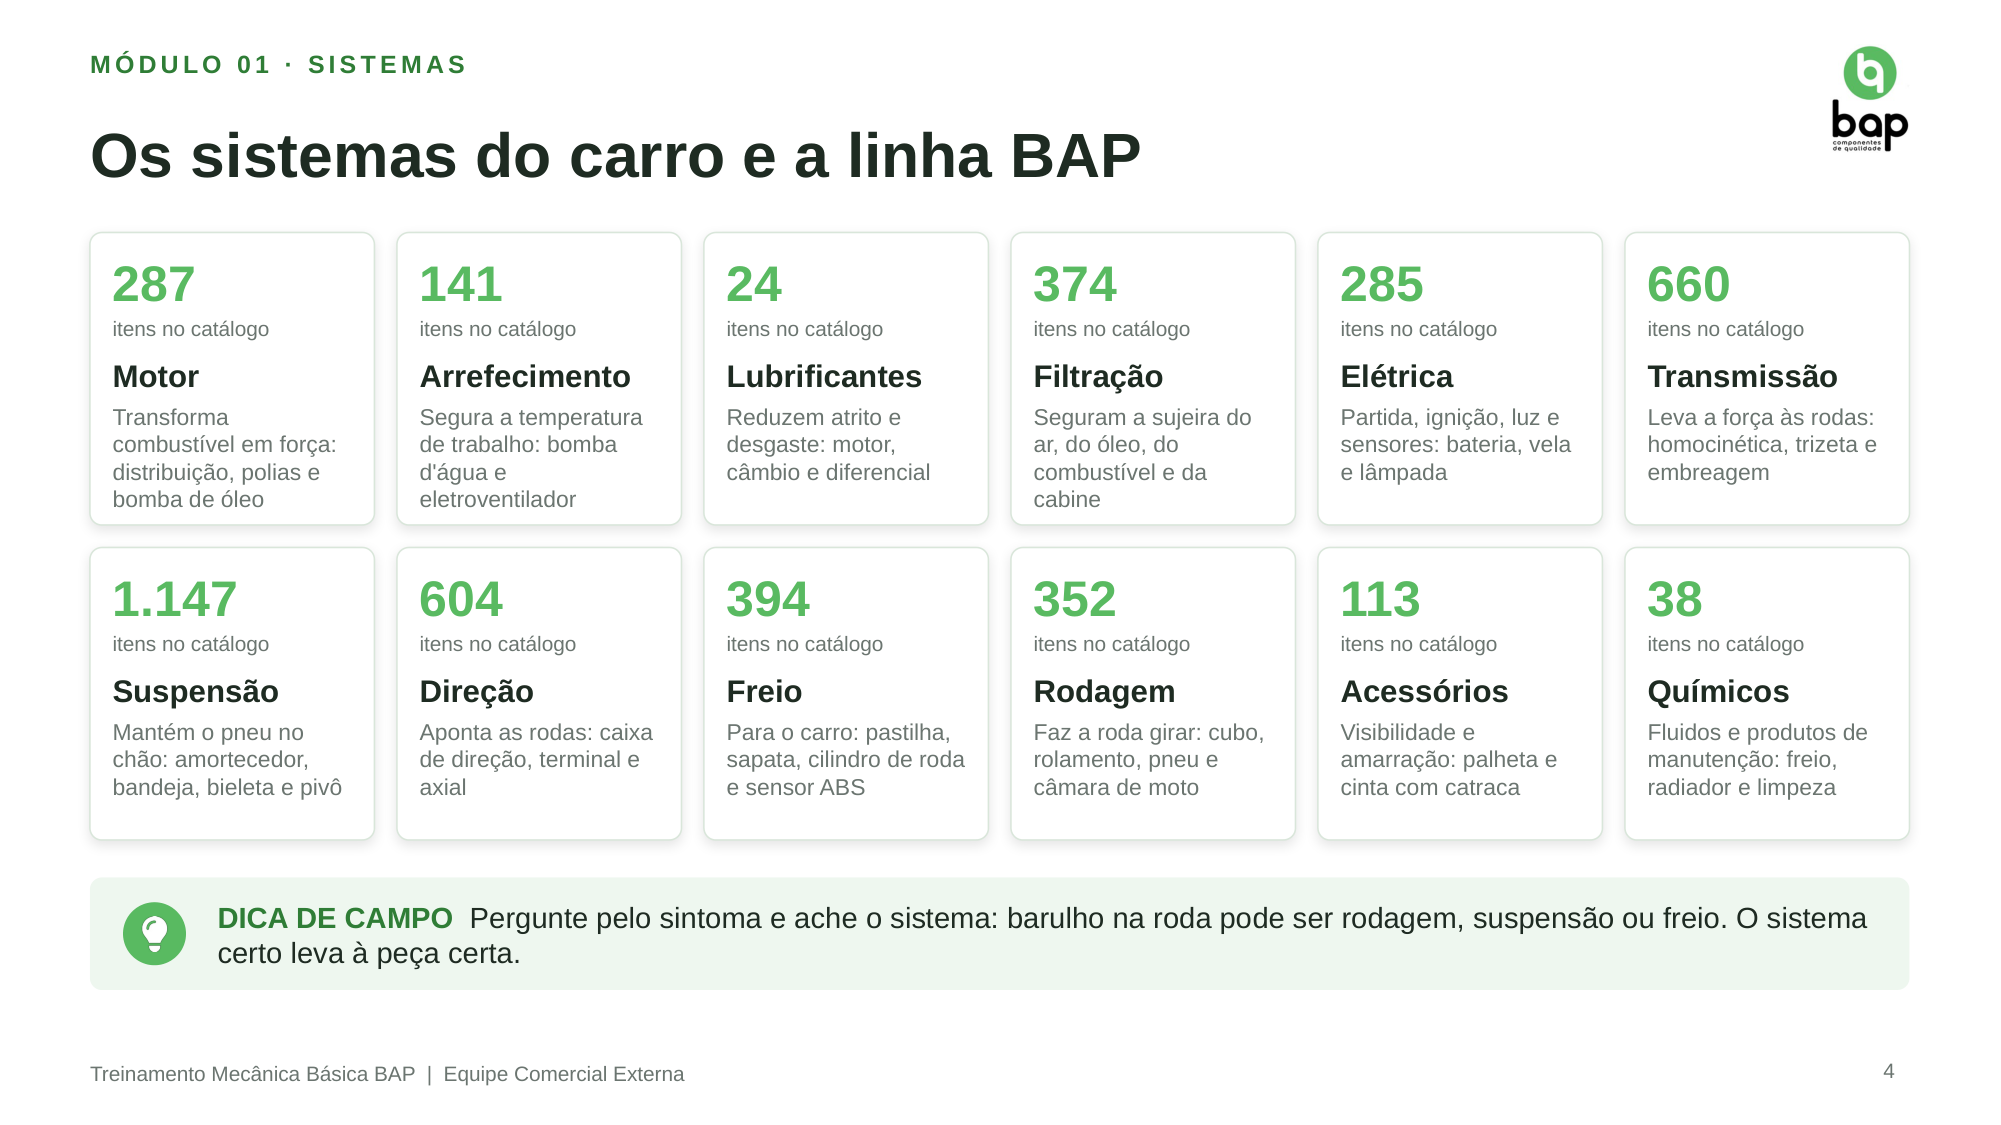 MÓDULO 01 · SISTEMAS
bap
componentes
de qualidade
Os sistemas do carro e a linha BAP
287
itens no catálogo
Motor
Transforma
combustível em força:
distribuição, polias e
bomba de óleo
141
itens no catálogo
Arrefecimento
Segura a temperatura
de trabalho: bomba
d'água e
eletroventilador
24
itens no catálogo
Lubrificantes
Reduzem atrito e
desgaste: motor,
câmbio e diferencial
374
itens no catálogo
Filtração
Seguram a sujeira do
ar, do óleo, do
combustível e da
cabine
285
itens no catálogo
Elétrica
Partida, ignição, luz e
sensores: bateria, vela
e lâmpada
660
itens no catálogo
Transmissão
Leva a força às rodas:
homocinética, trizeta e
embreagem
1.147
itens no catálogo
Suspensão
Mantém o pneu no
chão: amortecedor,
bandeja, bieleta e pivô
604
itens no catálogo
Direção
Aponta as rodas: caixa
de direção, terminal e
axial
394
itens no catálogo
Freio
Para o carro: pastilha,
sapata, cilindro de roda
e sensor ABS
352
itens no catálogo
Rodagem
Faz a roda girar: cubo,
rolamento, pneu e
câmara de moto
113
itens no catálogo
Acessórios
Visibilidade e
amarração: palheta e
cinta com catraca
38
itens no catálogo
Químicos
Fluidos e produtos de
manutenção: freio,
radiador e limpeza
DICA DE CAMPO Pergunte pelo sintoma e ache o sistema: barulho na roda pode ser rodagem, suspensão ou freio. O sistema
certo leva à peça certa.
Treinamento Mecânica Básica BAP | Equipe Comercial Externa
4